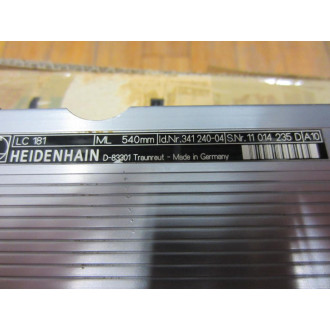 LC 181 ML 540mm Id.Nr. 341 240-04 S.Nr. 11 014 235 D A10
HEIDENHAIN D-83301 Traunreut - Made in Germany